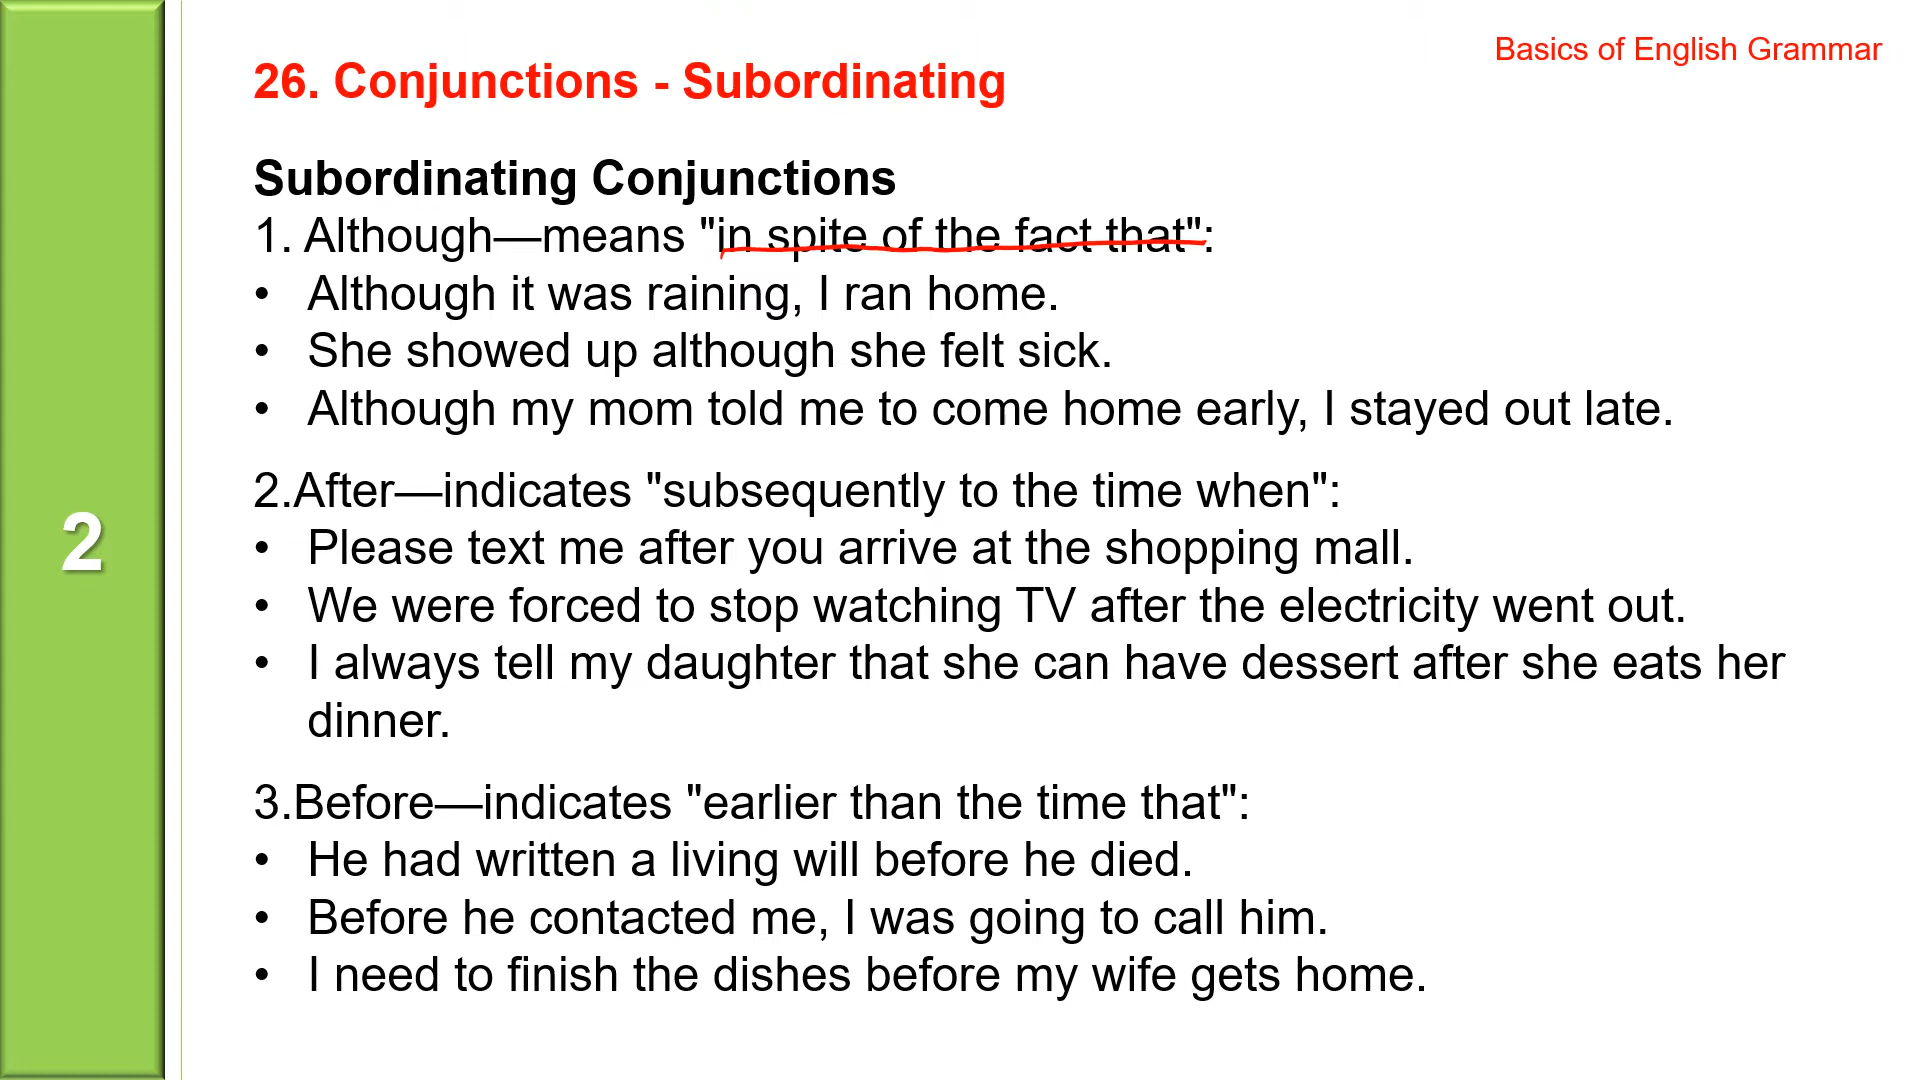 Basics of English Grammar
26. Conjunctions - Subordinating
Subordinating Conjunctions
1. Although—means "in spite of the fact that":
• Although it was raining, I ran home.
• She showed up although she felt sick.
• Although my mom told me to come home early, I stayed out late.
2.After—indicates "subsequently to the time when":
• Please text me after you arrive at the shopping mall.
• We were forced to stop watching TV after the electricity went out.
• I always tell my daughter that she can have dessert after she eats her
dinner.
3.Before—indicates "earlier than the time that":
• He had written a living will before he died.
• Before he contacted me, I was going to call him.
• I need to finish the dishes before my wife gets home.
2